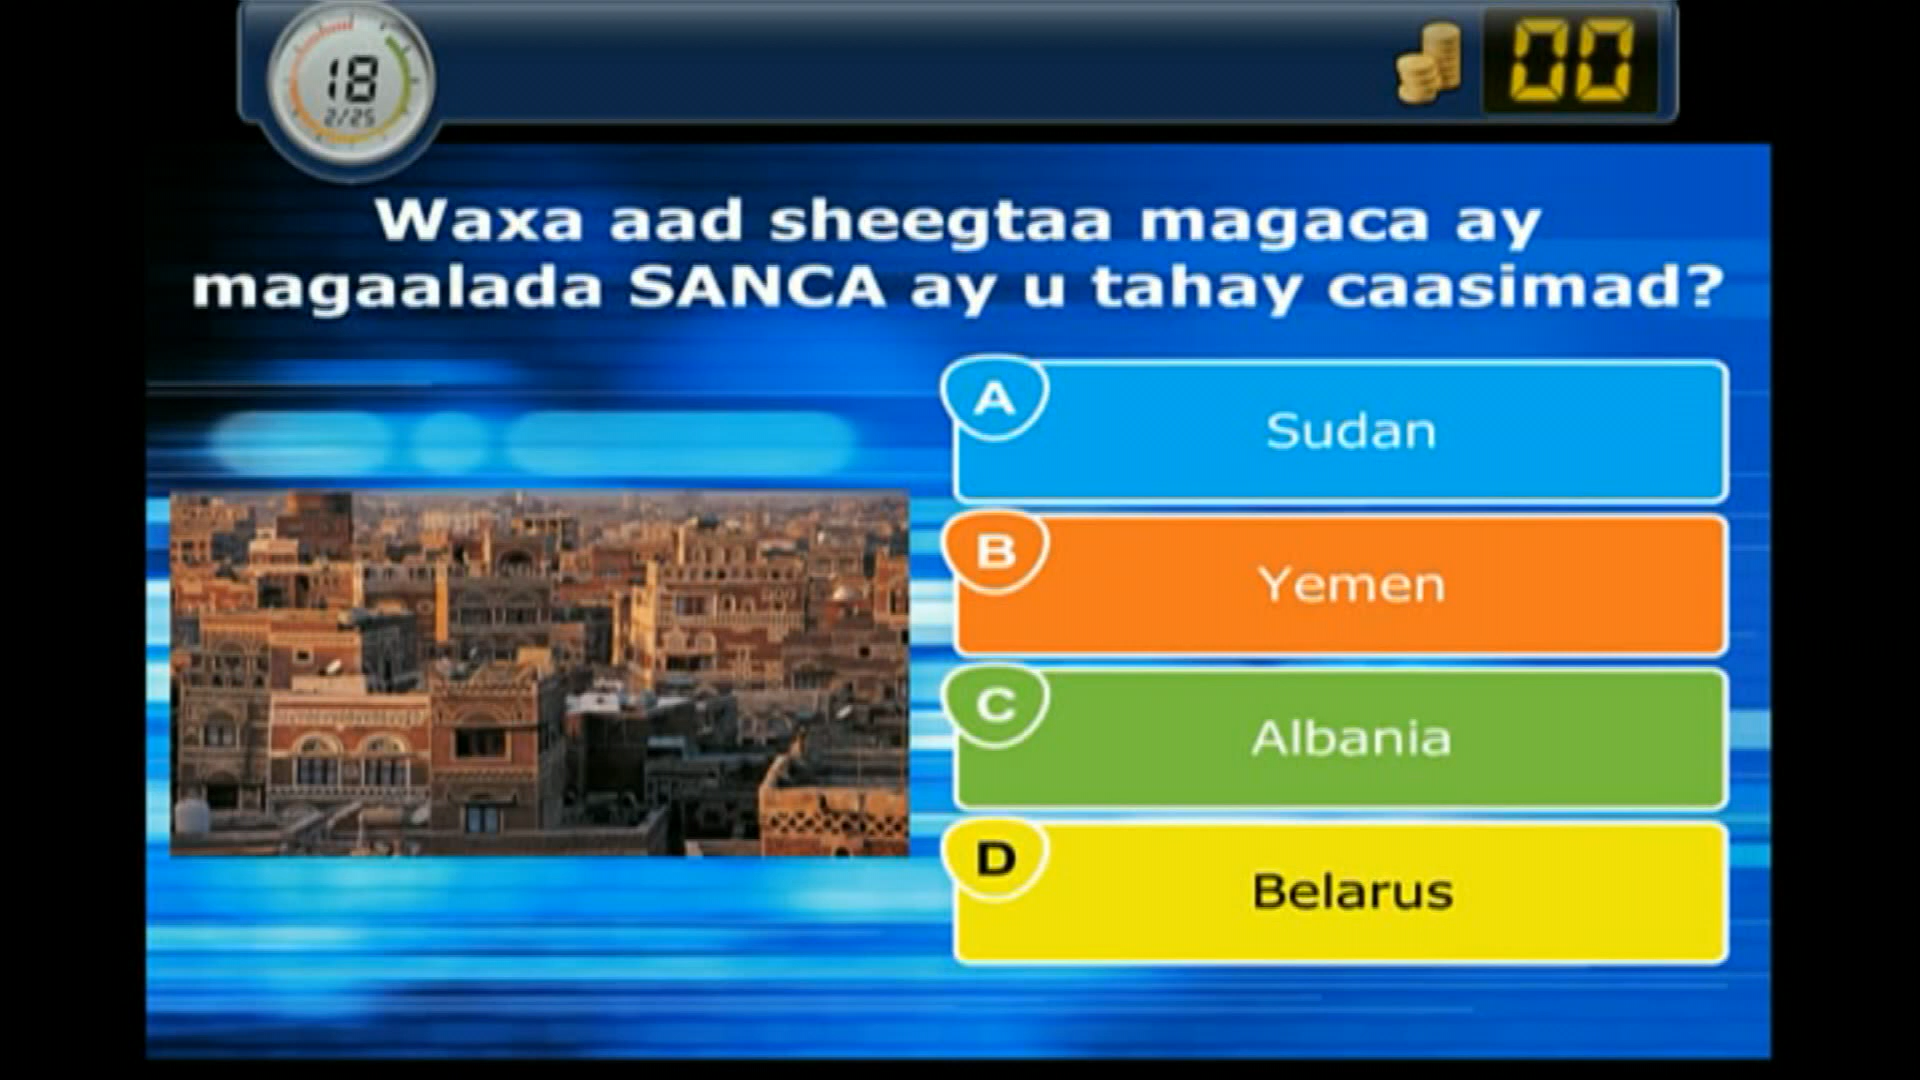 18
2/25
00
Waxa aad sheegtaa magaca ay
magaalada SANCA ay u tahay caasimad?
A
Sudan
B
Yemen
C
Albania
D
Belarus